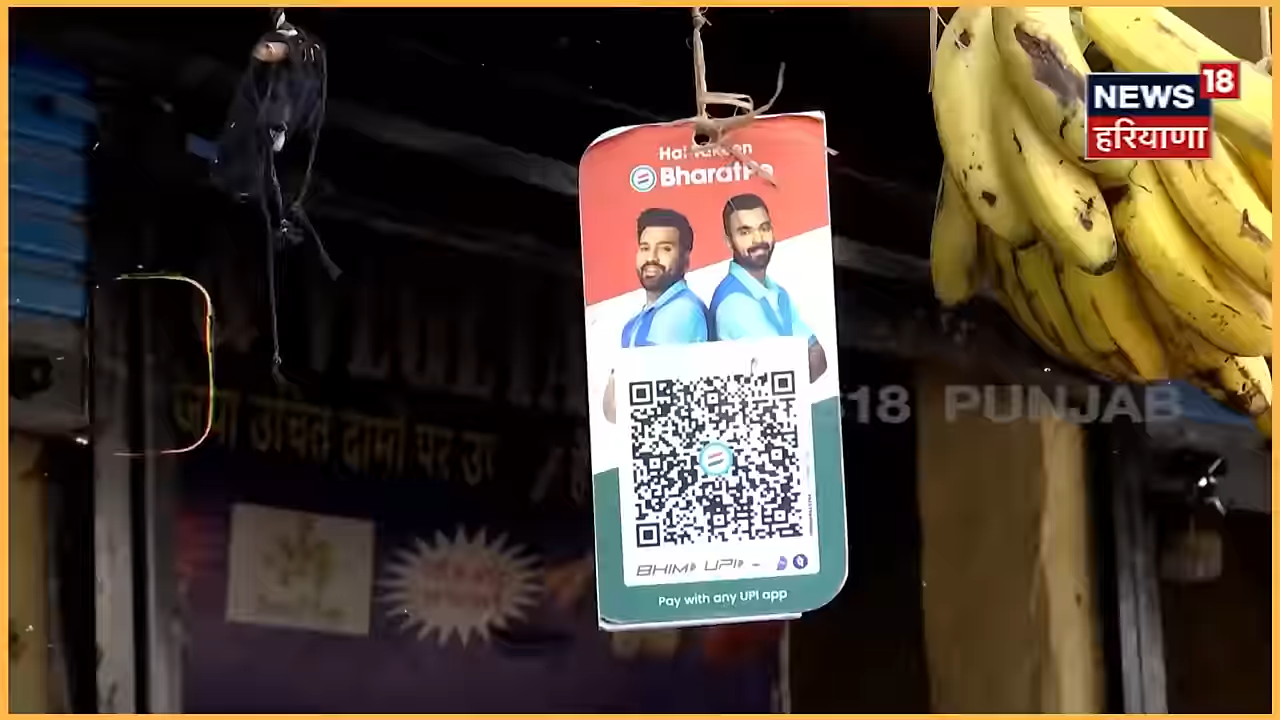 NEWS 18
हरियाणा
BharatPe
18 PUNJAB
उचित दामों पर
BHIM UPI
Pay with any UPI app